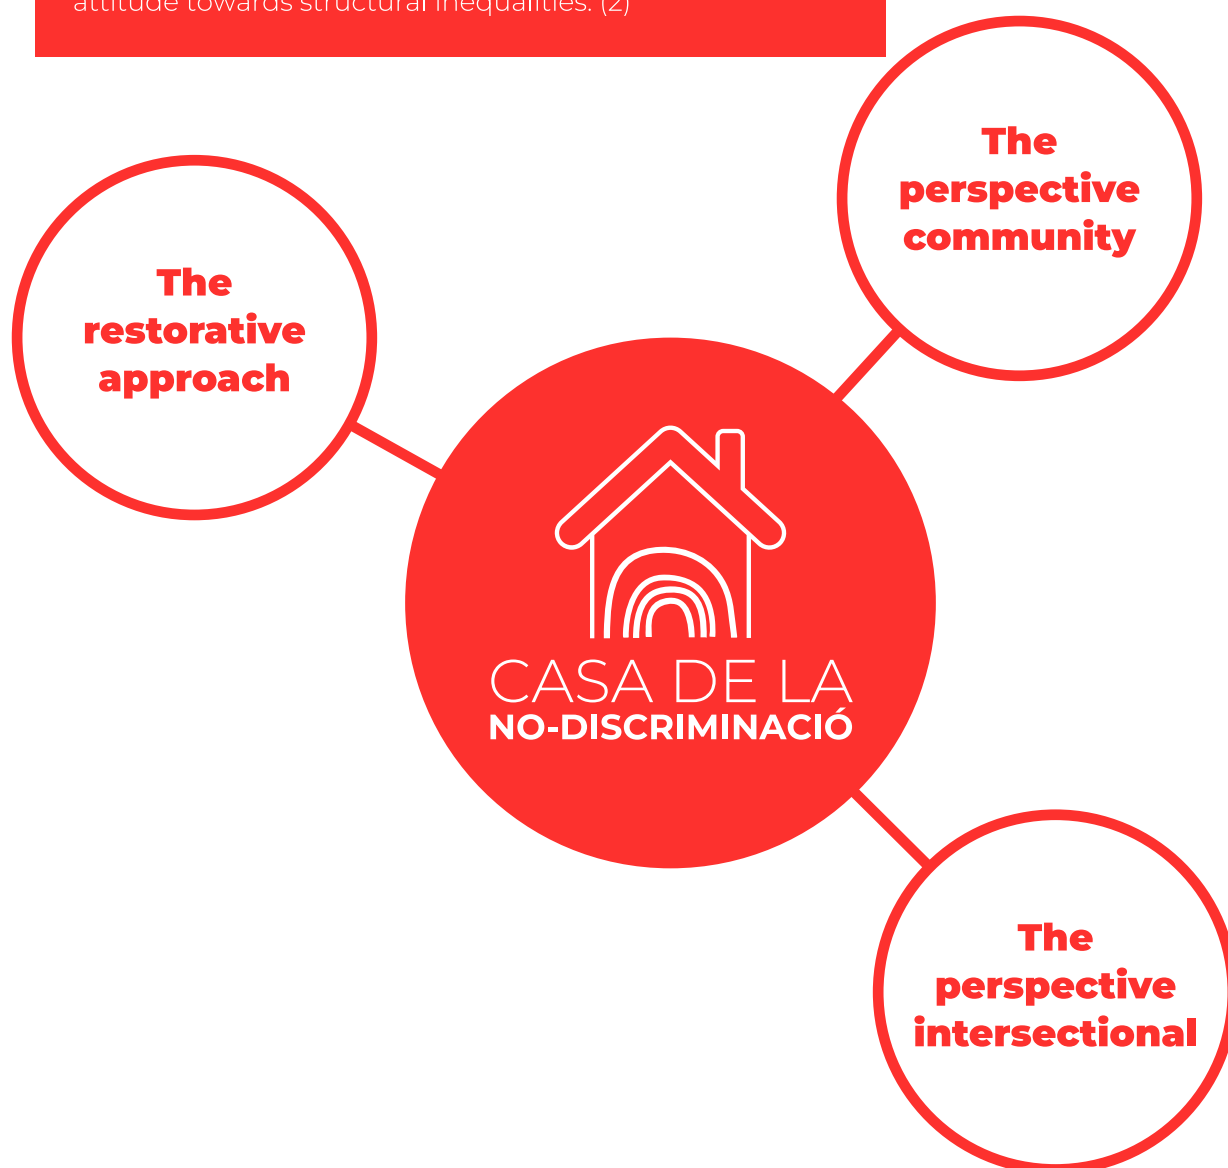 attitude towards structural inequalities. (2)
The
perspective
community
The
restorative
approach
CASA DE LA
NO-DISCRIMINACIÓ
The
perspective
intersectional